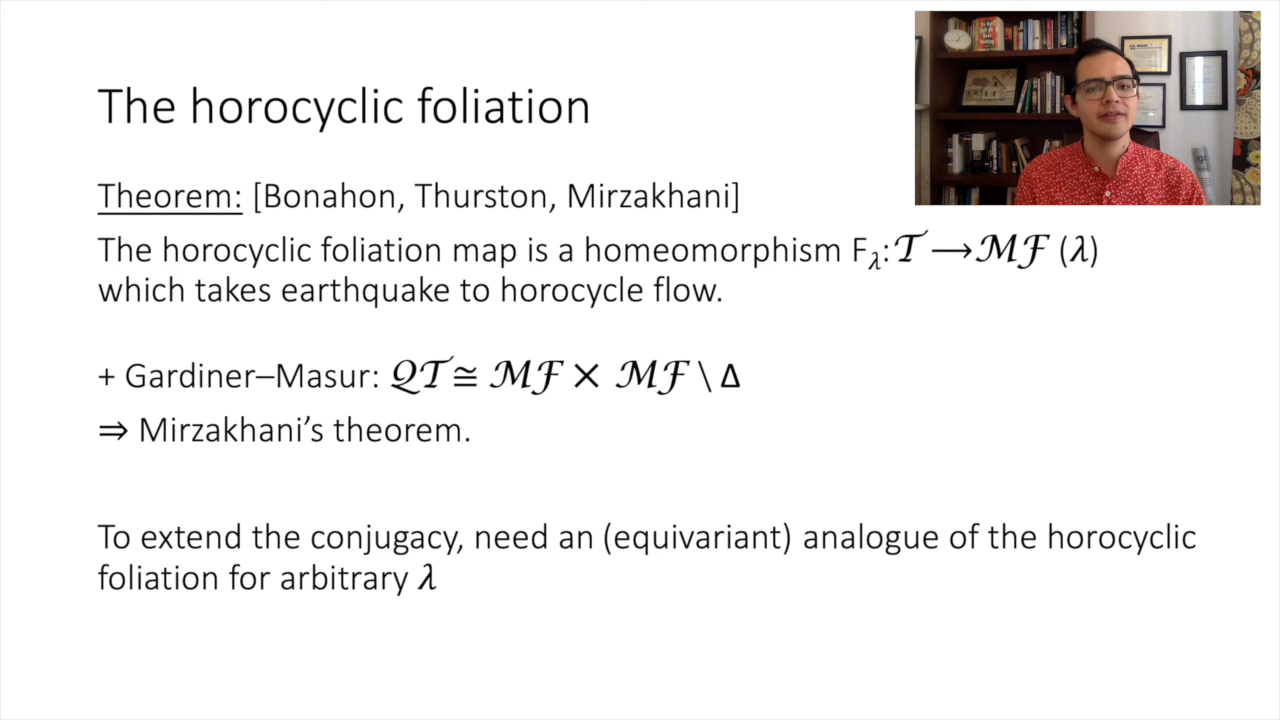 The horocyclic foliation
Theorem: [Bonahon, Thurston, Mirzakhani]
The horocyclic foliation map is a homeomorphism F_λ: 𝒯 ⟶ ℳℱ (λ)
which takes earthquake to horocycle flow.
+ Gardiner–Masur: 𝒬𝒯 ≅ ℳℱ × ℳℱ \ Δ
⇒ Mirzakhani's theorem.
To extend the conjugacy, need an (equivariant) analogue of the horocyclic
foliation for arbitrary λ